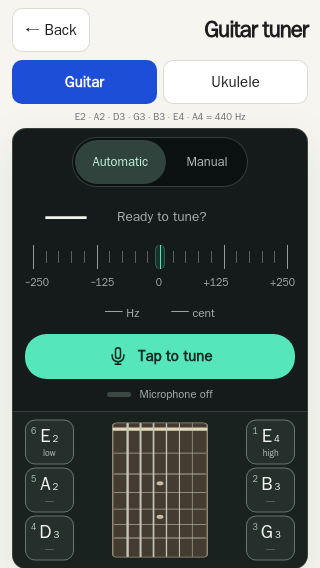 ← Back
Guitar tuner
Guitar
Ukulele
E2 · A2 · D3 · G3 · B3 · E4 · A4 = 440 Hz
Automatic
Manual
— Ready to tune?
-250 -125 0 +125 +250
— Hz — cent
Tap to tune
Microphone off
6 E2 low
1 E4 high
5 A2 —
2 B3 —
4 D3 —
3 G3 —